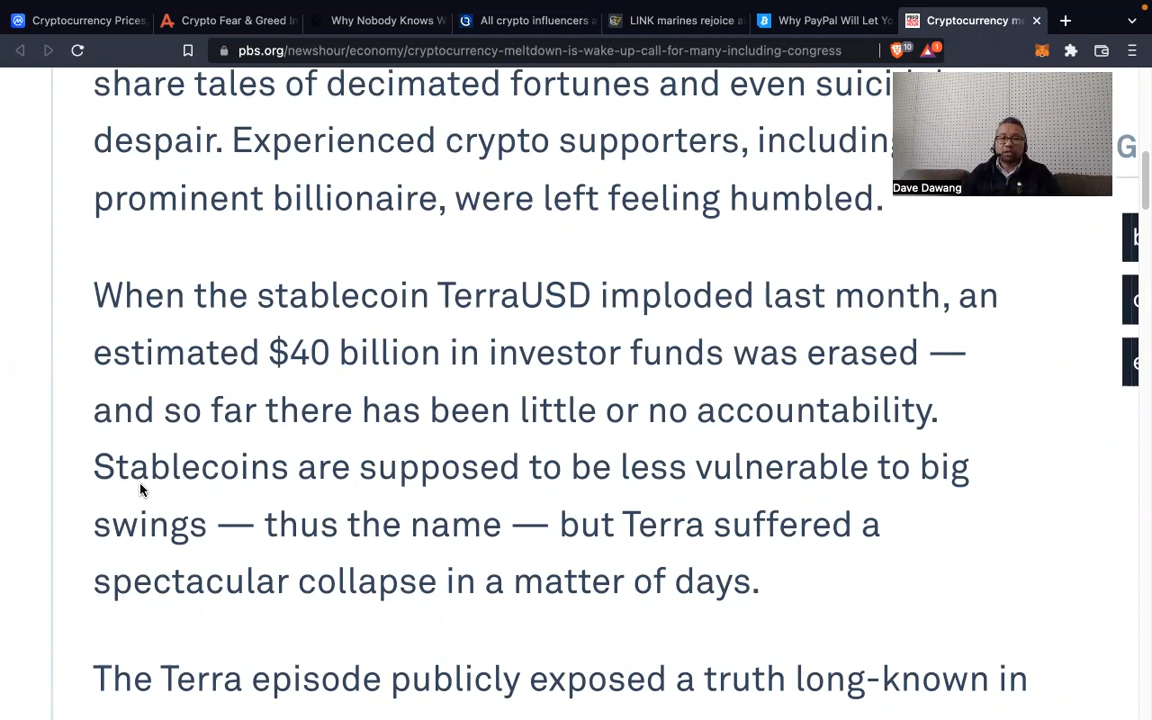 Cryptocurrency Prices,
Crypto Fear & Greed In
Why Nobody Knows W
All crypto influencers a
LINK marines rejoice a
Why PayPal Will Let Yo
Cryptocurrency me
pbs.org/newshour/economy/cryptocurrency-meltdown-is-wake-up-call-for-many-including-congress
10
1
share tales of decimated fortunes and even
despair. Experienced crypto supporters, including
prominent billionaire, were left feeling humbled.
Dave Dawang
G
When the stablecoin TerraUSD imploded last month, an
estimated $40 billion in investor funds was erased —
and so far there has been little or no accountability.
Stablecoins are supposed to be less vulnerable to big
swings — thus the name — but Terra suffered a
spectacular collapse in a matter of days.
The Terra episode publicly exposed a truth long-known in